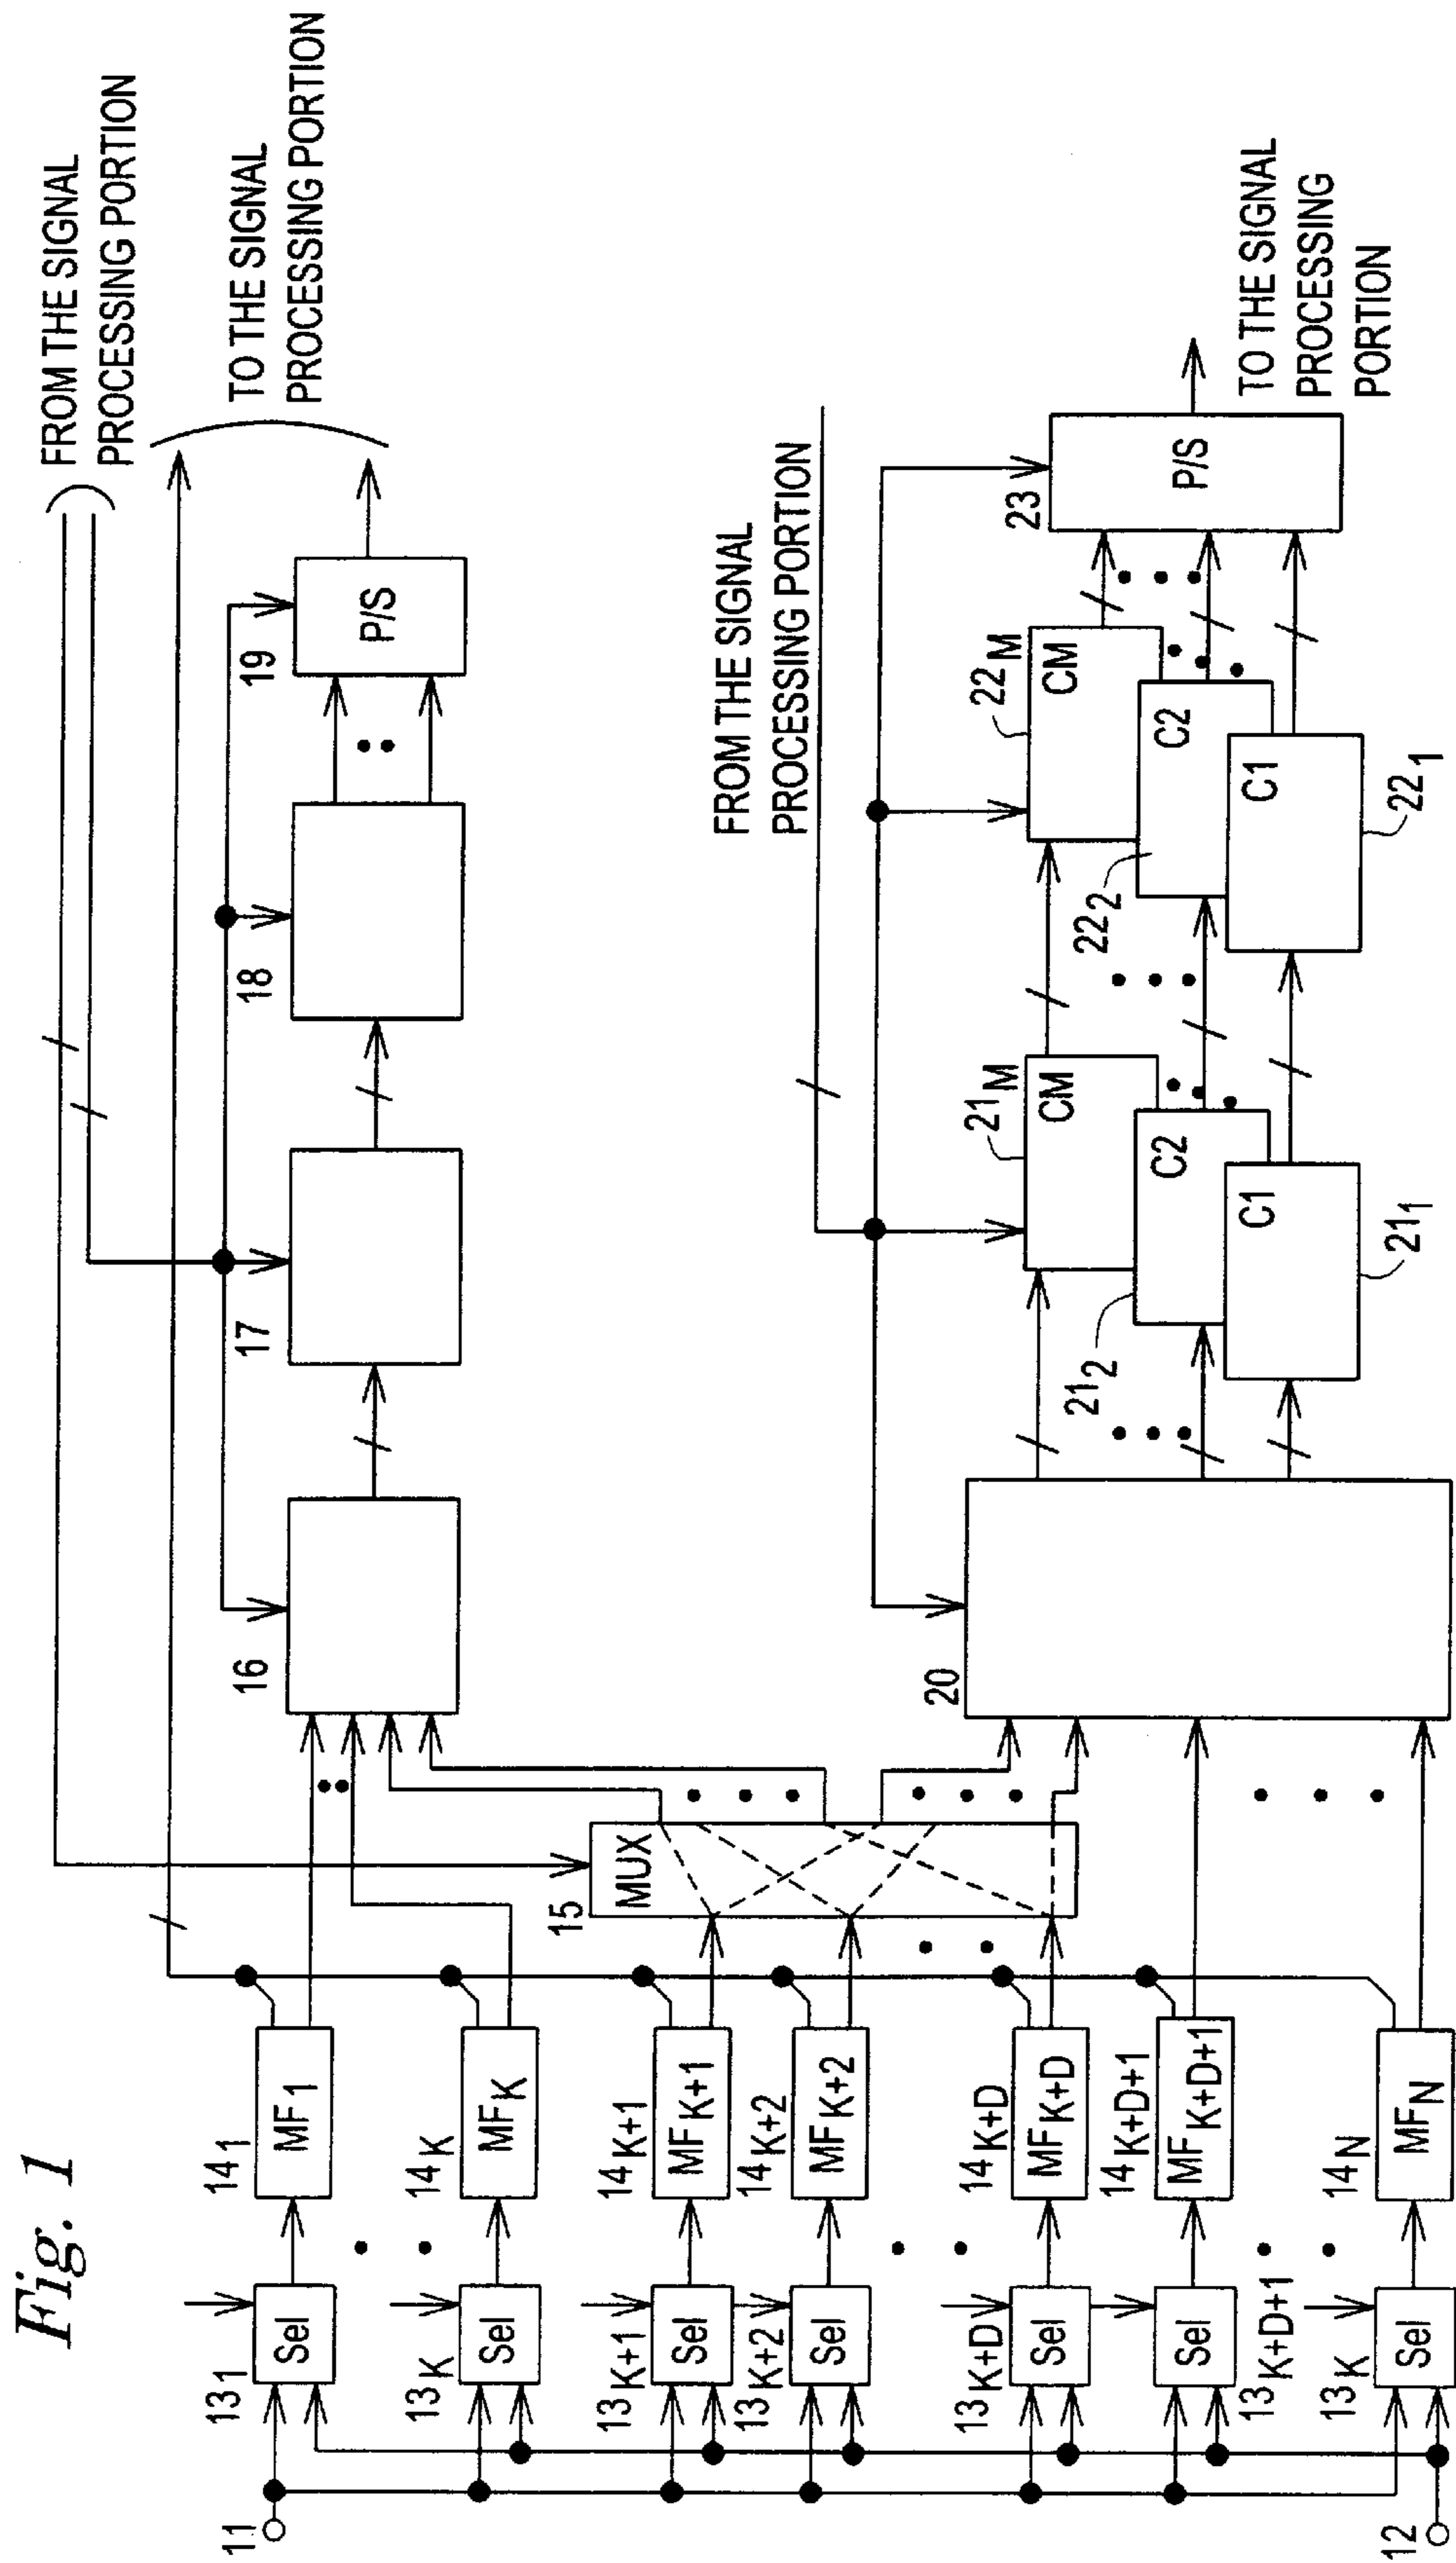 Fig. 1
FROM THE SIGNAL
PROCESSING PORTION
TO THE SIGNAL
PROCESSING PORTION
11
13₁
Sel
14₁
MF₁
16
17
18
19
P/S
13K
Sel
14K
MFK
13K+1
Sel
14K+1
MFK+1
15
MUX
13K+2
Sel
14K+2
MFK+2
FROM THE SIGNAL
PROCESSING PORTION
13K+D
Sel
14K+D
MFK+D
20
21M
CM
22M
CM
23
P/S
21₂
C2
22₂
C2
C1
21₁
C1
22₁
TO THE SIGNAL
PROCESSING
PORTION
13K+D+1
Sel
14K+D+1
MFK+D+1
13K
Sel
14N
MFN
12